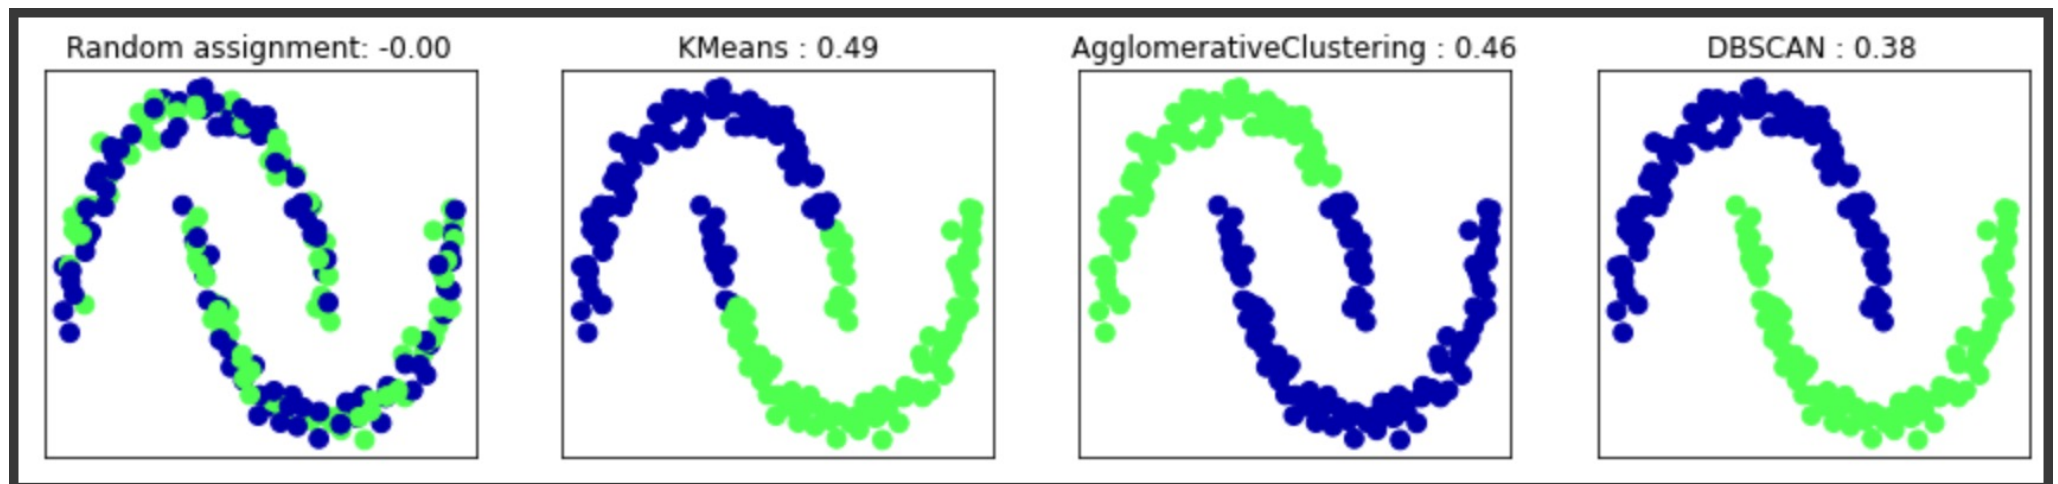 Random assignment: -0.00
KMeans : 0.49
AgglomerativeClustering : 0.46
DBSCAN : 0.38